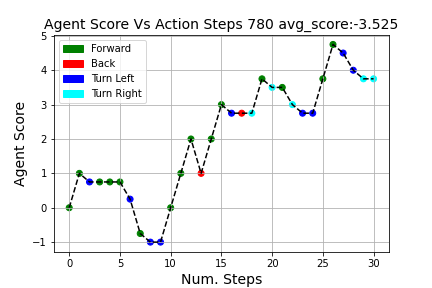 Agent Score Vs Action Steps 780 avg_score:-3.525
Forward
Back
Turn Left
Turn Right
Agent Score
5
4
3
2
1
0
−1
0 5 10 15 20 25 30
Num. Steps